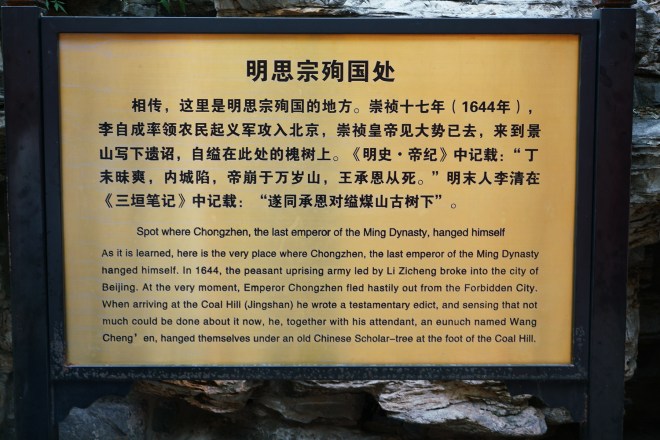 明思宗殉国处
相传，这里是明思宗殉国的地方。崇祯十七年（1644年），
李自成率领农民起义军攻入北京，崇祯皇帝见大势已去，来到景
山写下遗诏，自缢在此处的槐树上。《明史·帝纪》中记载：“丁
未昧爽，内城陷，帝崩于万岁山，王承恩从死。”明末人李清在
《三垣笔记》中记载：“遂同承恩对缢煤山古树下”。
Spot where Chongzhen, the last emperor of the Ming Dynasty, hanged himself
As it is learned, here is the very place where Chongzhen, the last emperor of the Ming Dynasty
hanged himself. In 1644, the peasant uprising army led by Li Zicheng broke into the city of
Beijing. At the very moment, Emperor Chongzhen fled hastily out from the Forbidden City.
When arriving at the Coal Hill (Jingshan) he wrote a testamentary edict, and sensing that not
much could be done about it now, he, together with his attendant, an eunuch named Wang
Cheng’en, hanged themselves under an old Chinese Scholar-tree at the foot of the Coal Hill.